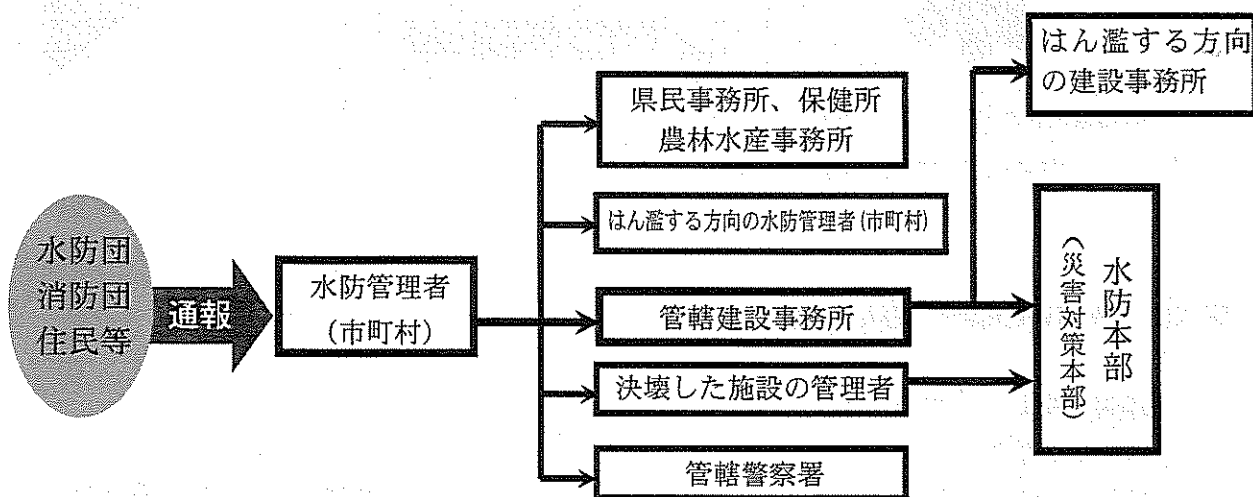 水防団
消防団
住民等
通報
水防管理者
(市町村)
県民事務所、保健所
農林水産事務所
はん濫する方向の水防管理者(市町村)
管轄建設事務所
決壊した施設の管理者
管轄警察署
はん濫する方向
の建設事務所
水防本部
(災害対策本部)